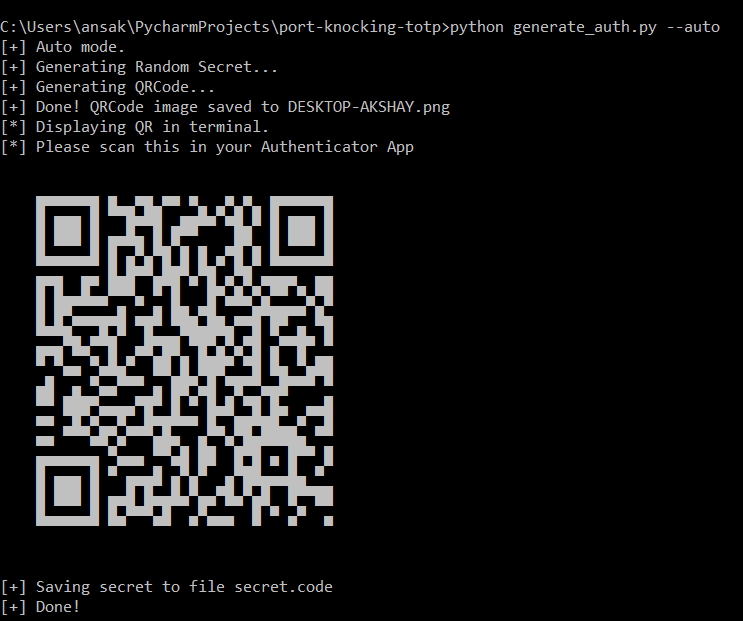 C:\Users\ansak\PycharmProjects\port-knocking-totp>python generate_auth.py --auto
[+] Auto mode.
[+] Generating Random Secret...
[+] Generating QRCode...
[+] Done! QRCode image saved to DESKTOP-AKSHAY.png
[*] Displaying QR in terminal.
[*] Please scan this in your Authenticator App
[+] Saving secret to file secret.code
[+] Done!